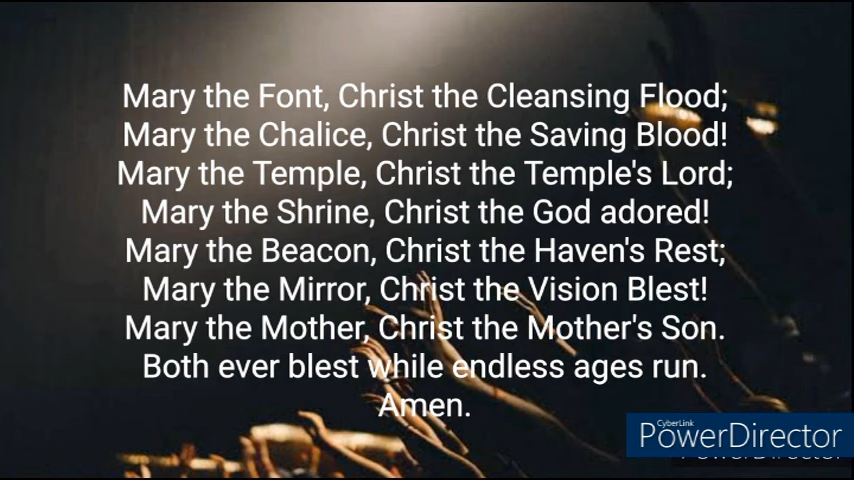 Mary the Font, Christ the Cleansing Flood;
Mary the Chalice, Christ the Saving Blood!
Mary the Temple, Christ the Temple's Lord;
Mary the Shrine, Christ the God adored!
Mary the Beacon, Christ the Haven's Rest;
Mary the Mirror, Christ the Vision Blest!
Mary the Mother, Christ the Mother's Son.
Both ever blest while endless ages run.
Amen.
CyberLink
PowerDirector
PowerDirector